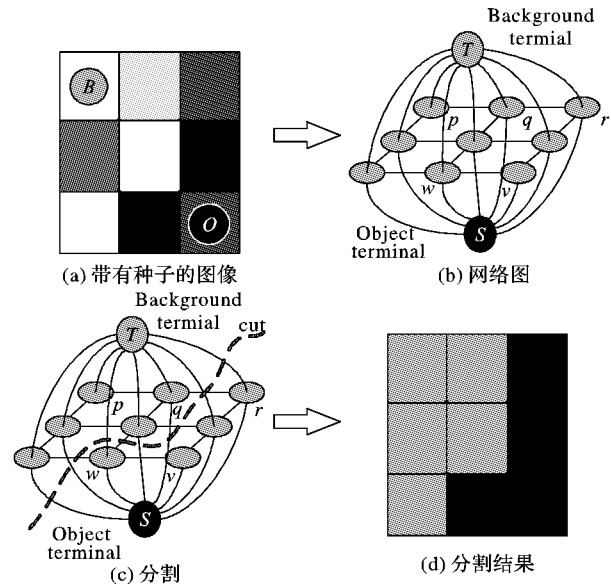 B
O
(a) 带有种子的图像
Background
termial
T
p
q
r
w
v
S
Object
terminal
(b) 网络图
Background
termial
cut
T
p
q
r
w
v
S
Object
terminal
(c) 分割
(d) 分割结果